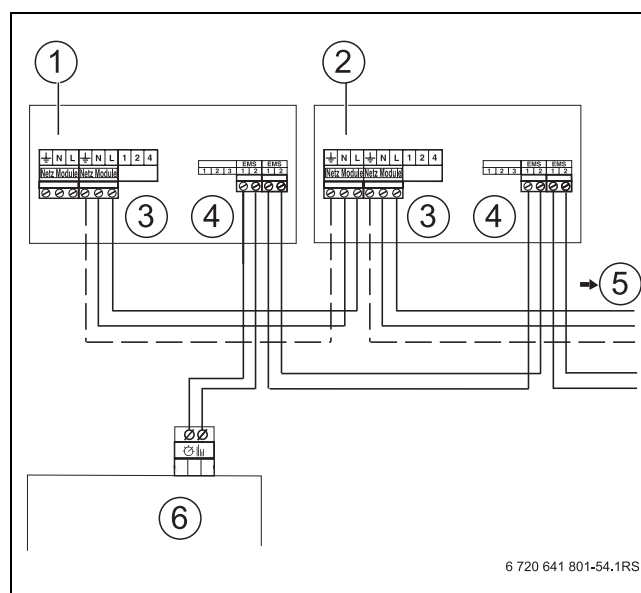 1 2
⏚ N L ⏚ N L 1 2 4 EMS EMS ⏚ N L ⏚ N L 1 2 4 EMS EMS
Netz Module Netz Module 1 2 3 1 2 1 2 Netz Module Netz Module 1 2 3 1 2 1 2
3 4 3 4
5
6
6 720 641 801-54.1RS